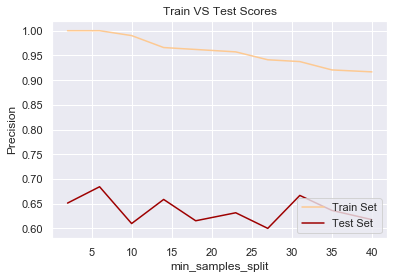 Train VS Test Scores
1.00
0.95
0.90
0.85
0.80
0.75
0.70
0.65
0.60
Precision
Train Set
Test Set
5 10 15 20 25 30 35 40
min_samples_split